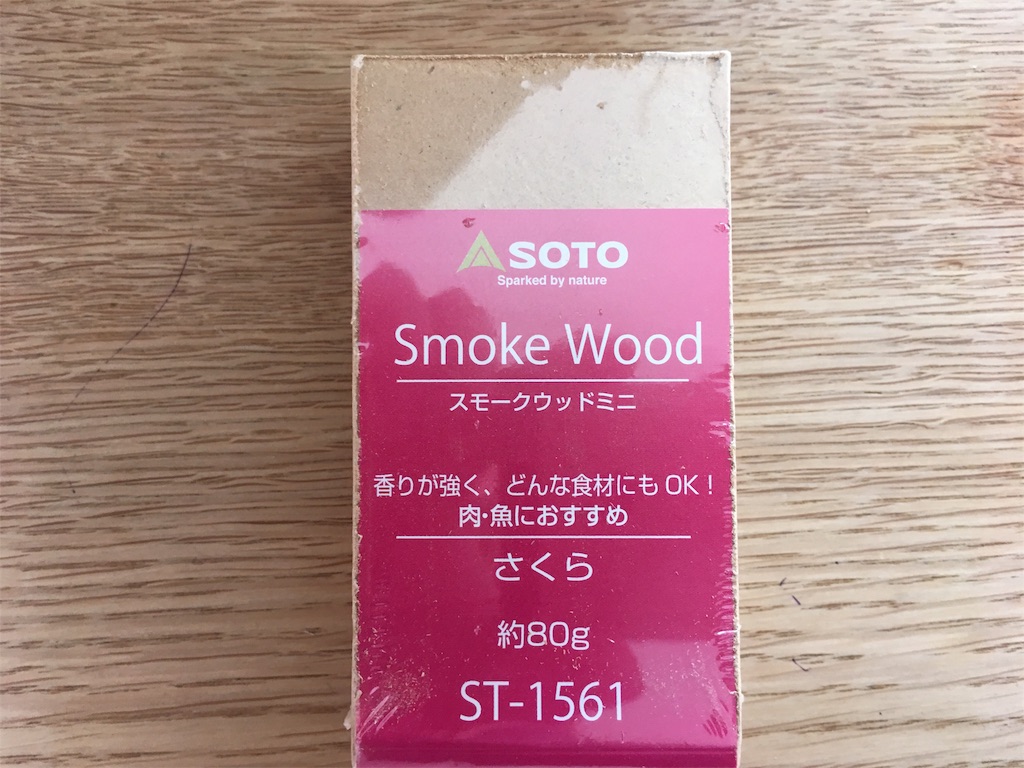 SOTO
Sparked by nature
Smoke Wood
スモークウッドミニ
香りが強く、どんな食材にも OK！
肉・魚におすすめ
さくら
約80g
ST-1561